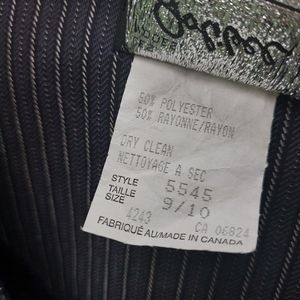 50% POLYESTER
50% RAYONNE/RAYON
DRY CLEAN
NETTOYAGE A SEC
STYLE 5545
TAILLE
SIZE 9/10
4243 CA 06824
FABRIQUÉ AU/MADE IN CANADA